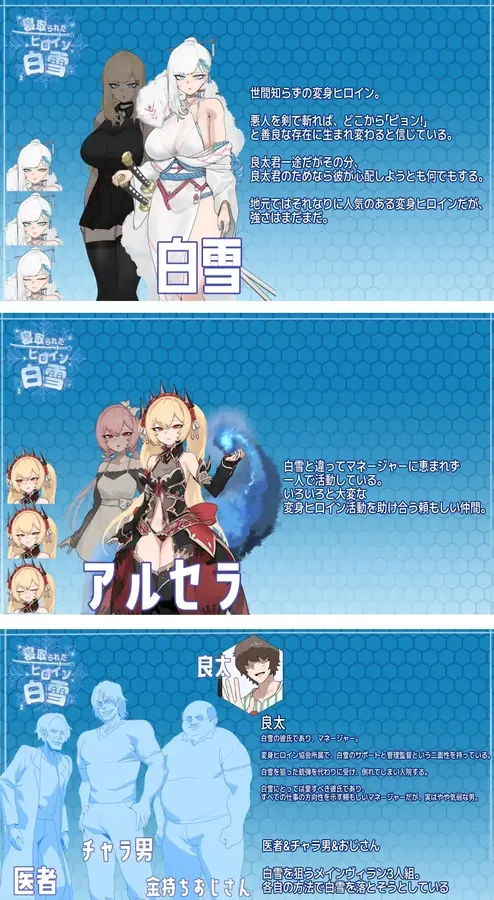 寝取られた
ヒロイン
白雪
世間知らずの変身ヒロイン。
悪人を剣で斬れば、どこから「ピョン!」
と善良な存在に生まれ変わると信じている。
良太君一途だがその分、
良太君のためなら彼が心配しようとも何でもする。
地元ではそれなりに人気のある変身ヒロインだが、
強さはまだまだ。
白雪
寝取られた
ヒロイン
白雪
白雪と違ってマネージャーに恵まれず
一人で活動している。
いろいろと大変な
変身ヒロイン活動を助け合う頼もしい仲間。
アルセラ
寝取られた
ヒロイン
白雪
良太
良太
白雪の彼氏であり、マネージャー。
変身ヒロイン協会所属で、白雪のサポートと管理監督という二面性を持っている。
白雪を狙った銃弾を代わりに受け、倒れてしまい入院する。
白雪にとっては愛すべき彼氏であり、
すべての仕事の方向性を示す頼もしいマネージャーだが、実はやや気弱な男。
チャラ男
医者
金持ちおじさん
医者&チャラ男&おじさん
白雪を狙うメインヴィラン3人組。
各自の方法で白雪を落とそうとしている